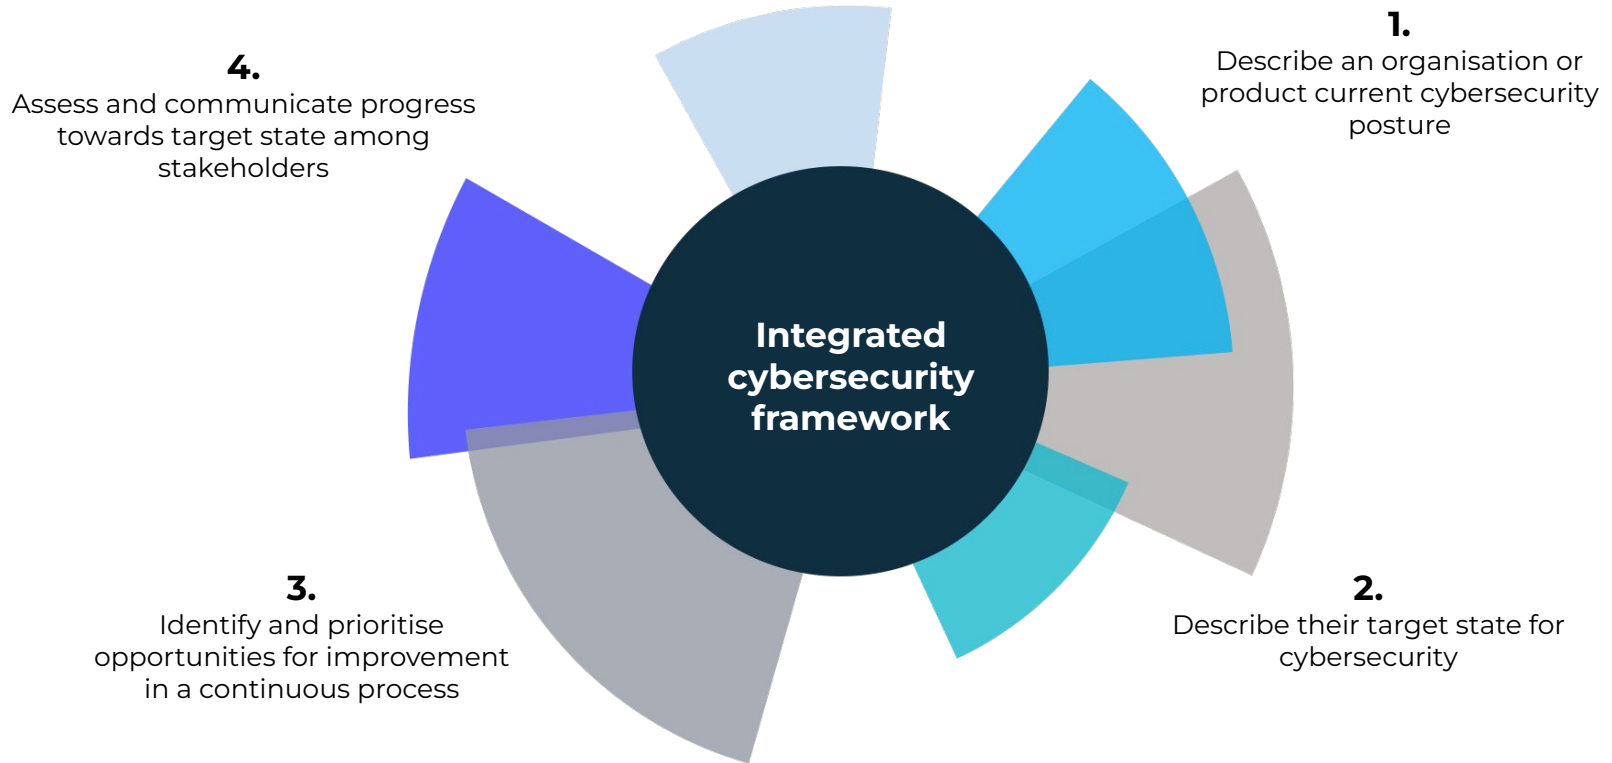 1.
Describe an organisation or
product current cybersecurity
posture
2.
Describe their target state for
cybersecurity
3.
Identify and prioritise
opportunities for improvement
in a continuous process
4.
Assess and communicate progress
towards target state among
stakeholders
Integrated
cybersecurity
framework